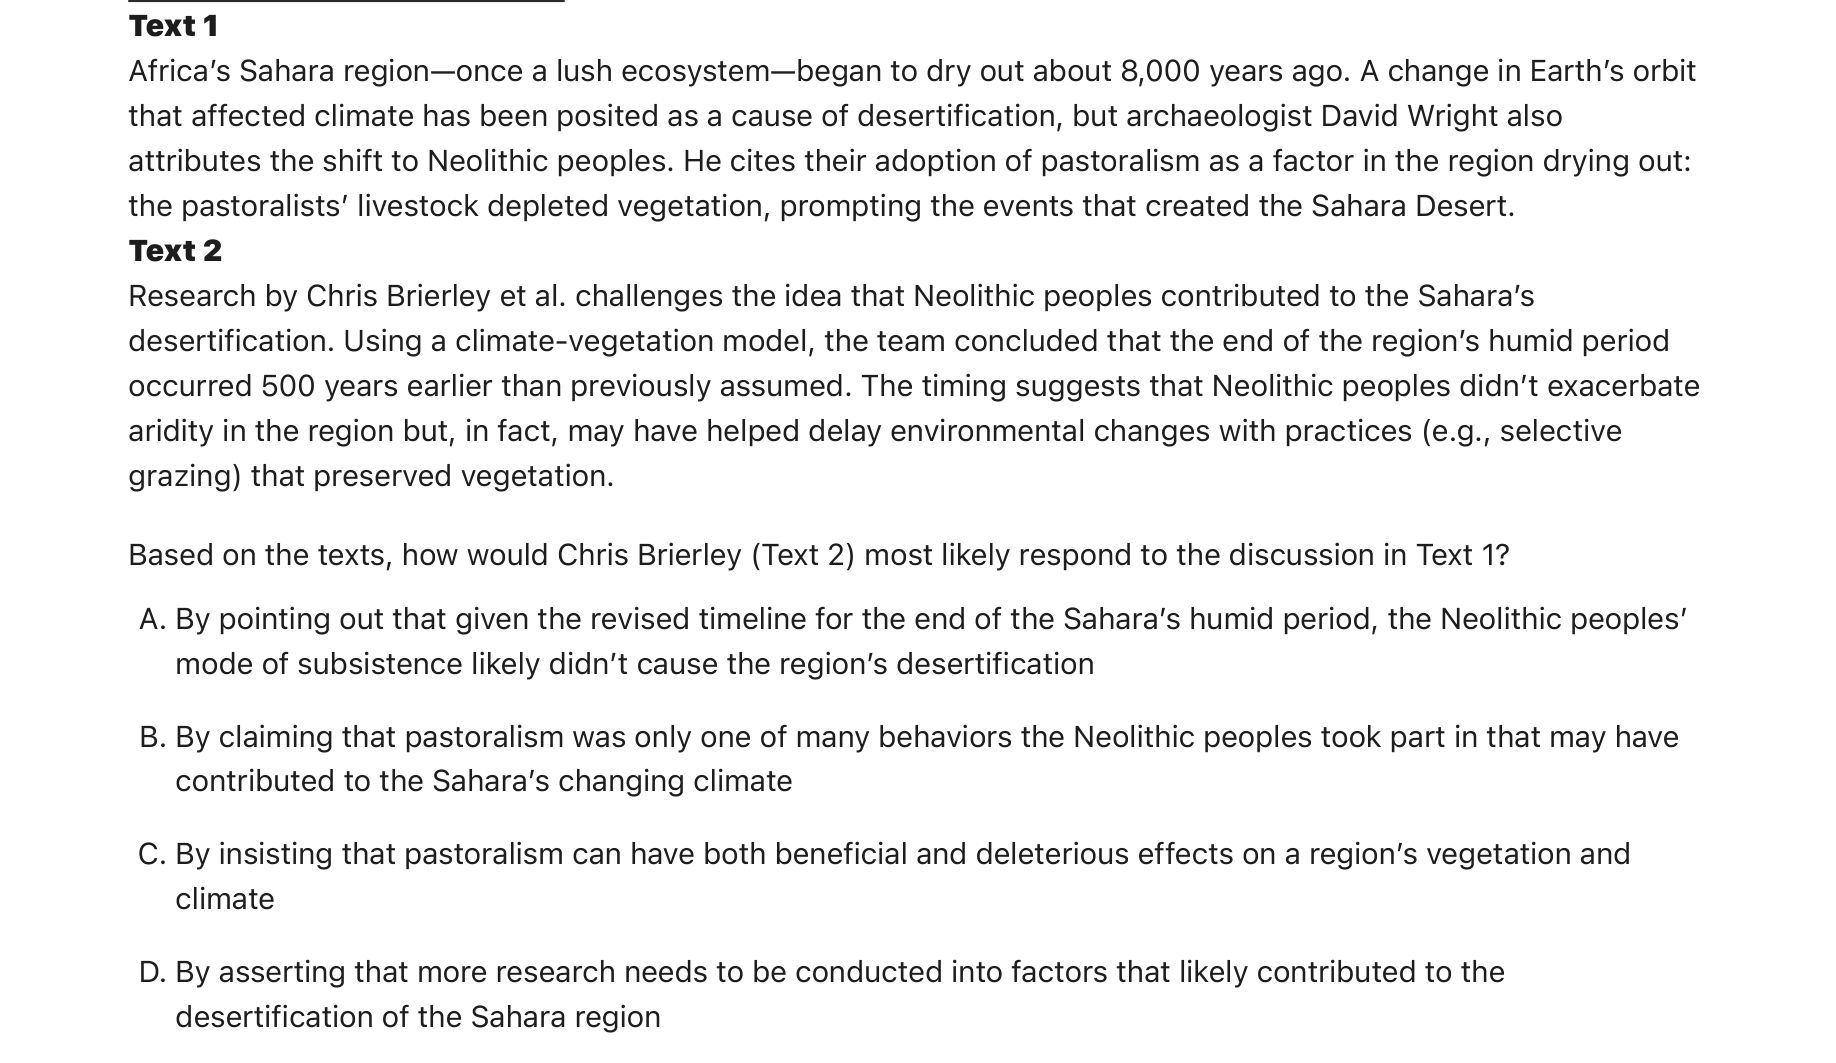 Text 1
Africa’s Sahara region—once a lush ecosystem—began to dry out about 8,000 years ago. A change in Earth’s orbit
that affected climate has been posited as a cause of desertification, but archaeologist David Wright also
attributes the shift to Neolithic peoples. He cites their adoption of pastoralism as a factor in the region drying out:
the pastoralists’ livestock depleted vegetation, prompting the events that created the Sahara Desert.
Text 2
Research by Chris Brierley et al. challenges the idea that Neolithic peoples contributed to the Sahara’s
desertification. Using a climate-vegetation model, the team concluded that the end of the region’s humid period
occurred 500 years earlier than previously assumed. The timing suggests that Neolithic peoples didn’t exacerbate
aridity in the region but, in fact, may have helped delay environmental changes with practices (e.g., selective
grazing) that preserved vegetation.
Based on the texts, how would Chris Brierley (Text 2) most likely respond to the discussion in Text 1?
A. By pointing out that given the revised timeline for the end of the Sahara’s humid period, the Neolithic peoples’
mode of subsistence likely didn’t cause the region’s desertification
B. By claiming that pastoralism was only one of many behaviors the Neolithic peoples took part in that may have
contributed to the Sahara’s changing climate
C. By insisting that pastoralism can have both beneficial and deleterious effects on a region’s vegetation and
climate
D. By asserting that more research needs to be conducted into factors that likely contributed to the
desertification of the Sahara region